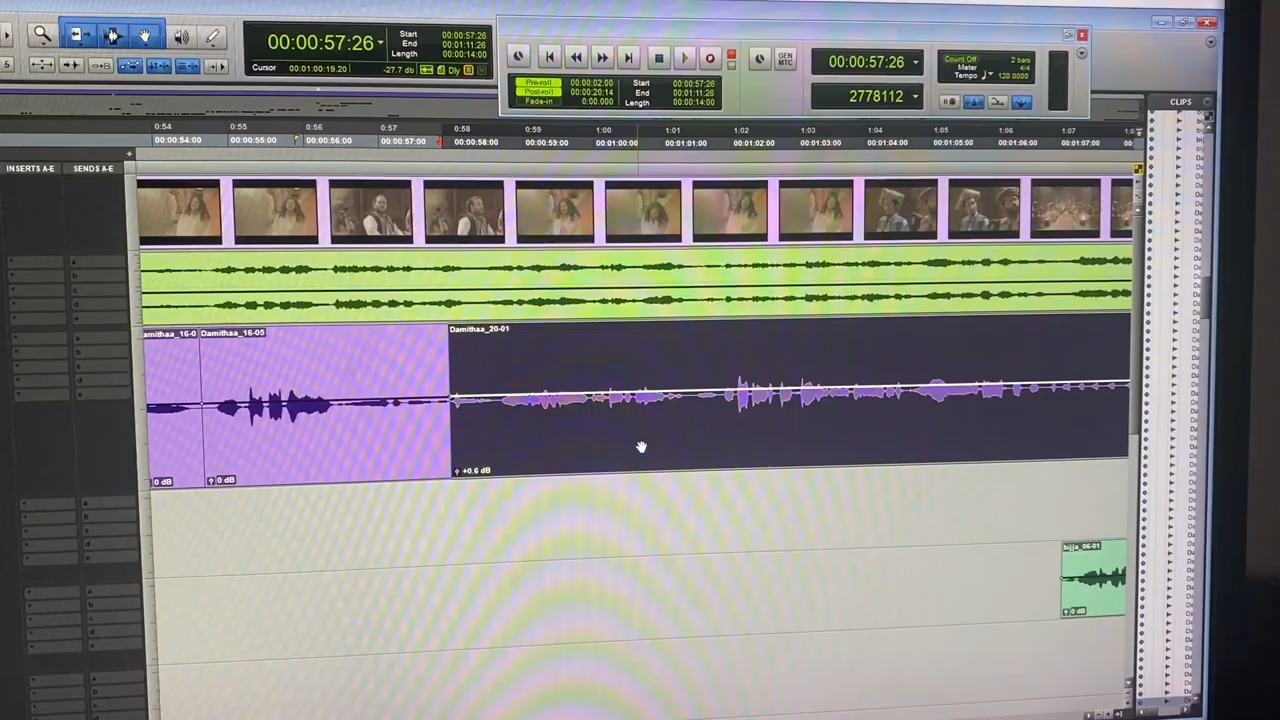 00:00:57:26
Start 00:00:57:26
End 00:01:11:26
Length 00:00:14:00
Cursor 00:01:00:19.20 -27.7 db Dly
GEN
MTC
Pre-roll 00:00:02:00
Post-roll 00:00:20:14
Fade-in 0:00.000
Start 00:00:57:26
End 00:01:11:26
Length 00:00:14:00
00:00:57:26
2778112
Count Off 2 bars
Meter 4/4
Tempo 120.0000
CLIPS
0:54 0:55 0:56 0:57 0:58 0:59 1:00 1:01 1:02 1:03 1:04 1:05 1:06 1:07
00:00:54:00 00:00:55:00 00:00:56:00 00:00:57:00 00:00:58:00 00:00:59:00 00:01:00:00 00:01:01:00 00:01:02:00 00:01:03:00 00:01:04:00 00:01:05:00 00:01:06:00 00:01:07:00
INSERTS A-E SENDS A-E
amithaa_16-0 Damithaa_16-05 Damithaa_20-01
0 dB 0 dB +0.6 dB
bijja_06-01
0 dB